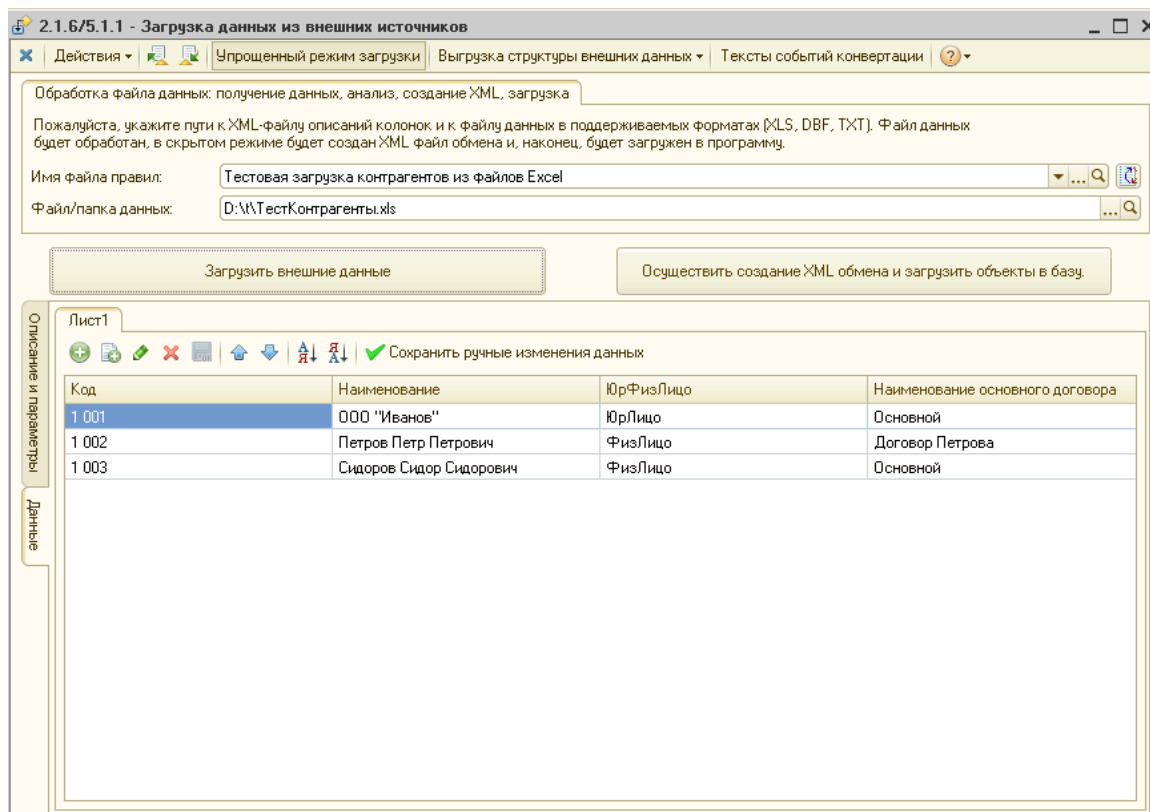 2.1.6/5.1.1 - Загрузка данных из внешних источников
Действия Упрощенный режим загрузки Выгрузка структуры внешних данных Тексты событий конвертации
Обработка файла данных: получение данных, анализ, создание XML, загрузка
Пожалуйста, укажите пути к XML-файлу описаний колонок и к файлу данных в поддерживаемых форматах (XLS, DBF, TXT). Файл данных
будет обработан, в скрытом режиме будет создан XML файл обмена и, наконец, будет загружен в программу.
Имя файла правил: Тестовая загрузка контрагентов из файлов Excel ...
Файл/папка данных: D:\t\ТестКонтрагенты.xls ...
Загрузить внешние данные Осуществить создание XML обмена и загрузить объекты в базу.
Описание и параметры
Данные
Лист1
Сохранить ручные изменения данных
Код Наименование ЮрФизЛицо Наименование основного договора
1 001 ООО "Иванов" ЮрЛицо Основной
1 002 Петров Петр Петрович ФизЛицо Договор Петрова
1 003 Сидоров Сидор Сидорович ФизЛицо Основной